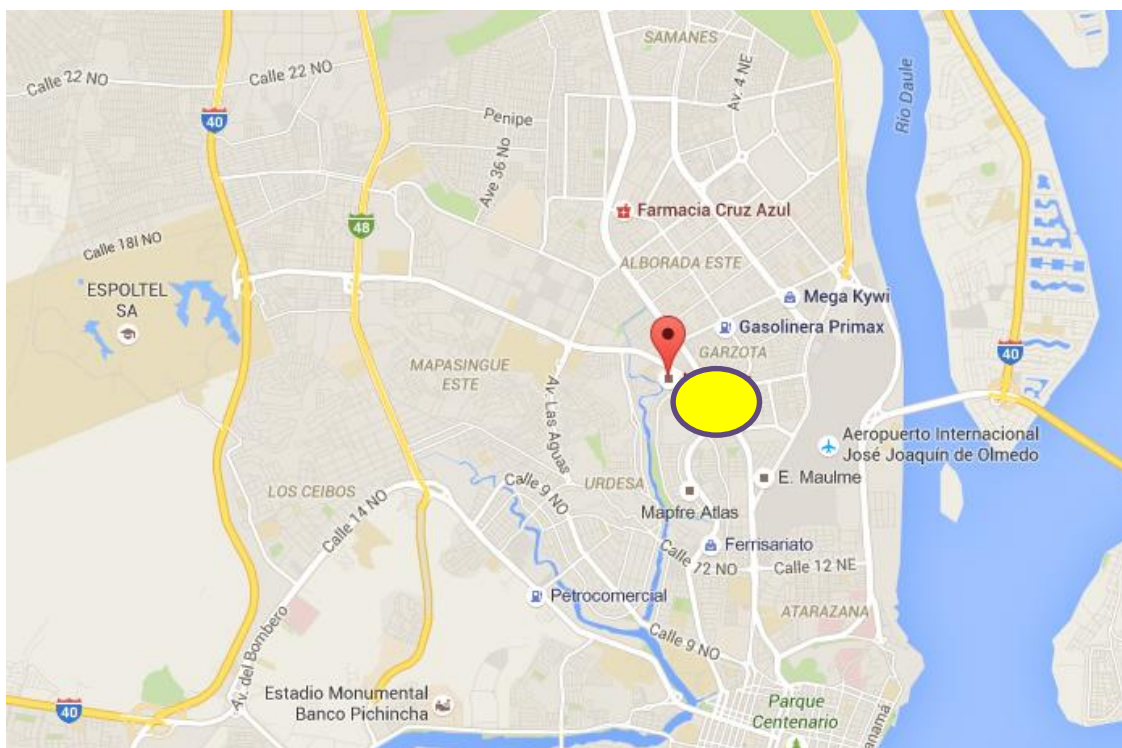 SAMANES
Calle 22 NO
Calle 22 NO
40
Av. 4 NE
Rio Daule
Penipe
Ave 36 No
Farmacia Cruz Azul
48
Calle 18I NO
ALBORADA ESTE
ESPOLTEL
SA
Mega Kywi
Gasolinera Primax
GARZOTA
40
MAPASINGUE
ESTE
Av. Las Aguas
Aeropuerto Internacional
José Joaquín de Olmedo
E. Maulme
URDESA
LOS CEIBOS
Calle 9 NO
Mapfre Atlas
Calle 14 NO
Ferrisariato
Calle 12 NO
Calle 12 NE
Petrocomercial
ATARAZANA
Av. del Bombero
Calle 9 NO
Estadio Monumental
Banco Pichincha
40
Parque
Centenario